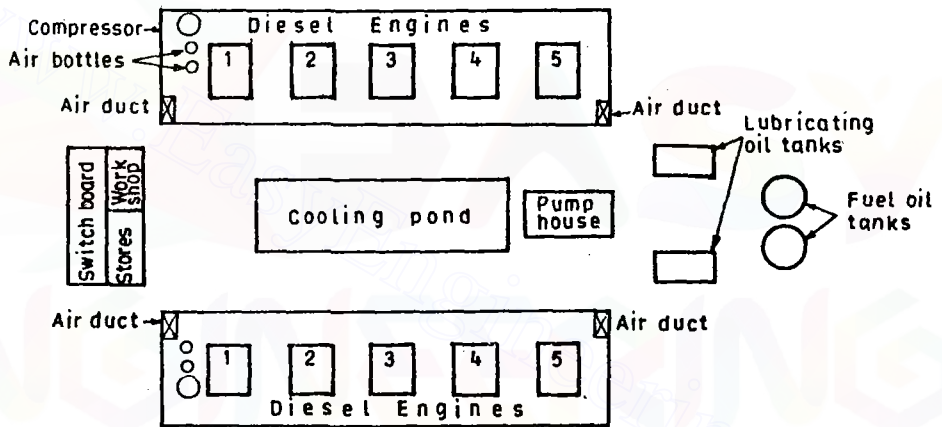 Compressor
Diesel Engines
Air bottles
1 2 3 4 5
Air duct
Air duct
Lubricating
oil tanks
Switch board
Work
shop
Stores
Cooling pond
Pump
house
Fuel oil
tanks
Air duct
Air duct
1 2 3 4 5
Diesel Engines